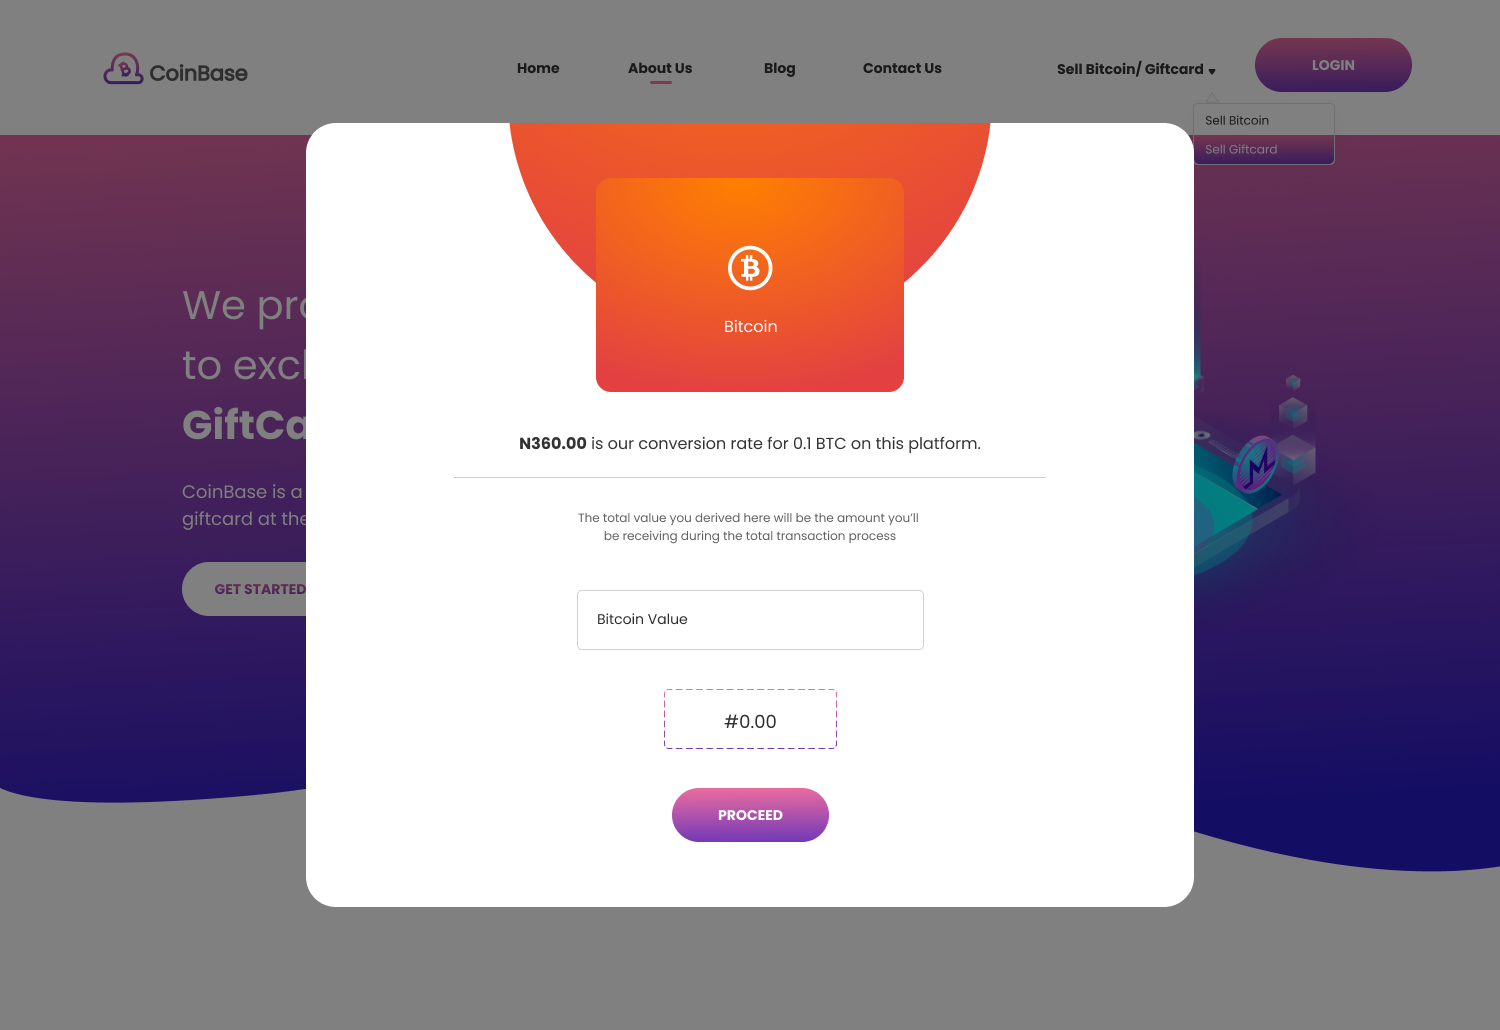 CoinBase
Home
About Us
Blog
Contact Us
Sell Bitcoin/ Giftcard
LOGIN
Sell Bitcoin
Sell Giftcard
We pro
to excl
GiftCa
CoinBase is a
giftcard at the
GET STARTED
Bitcoin
N360.00 is our conversion rate for 0.1 BTC on this platform.
The total value you derived here will be the amount you’ll
be receiving during the total transaction process
Bitcoin Value
#0.00
PROCEED